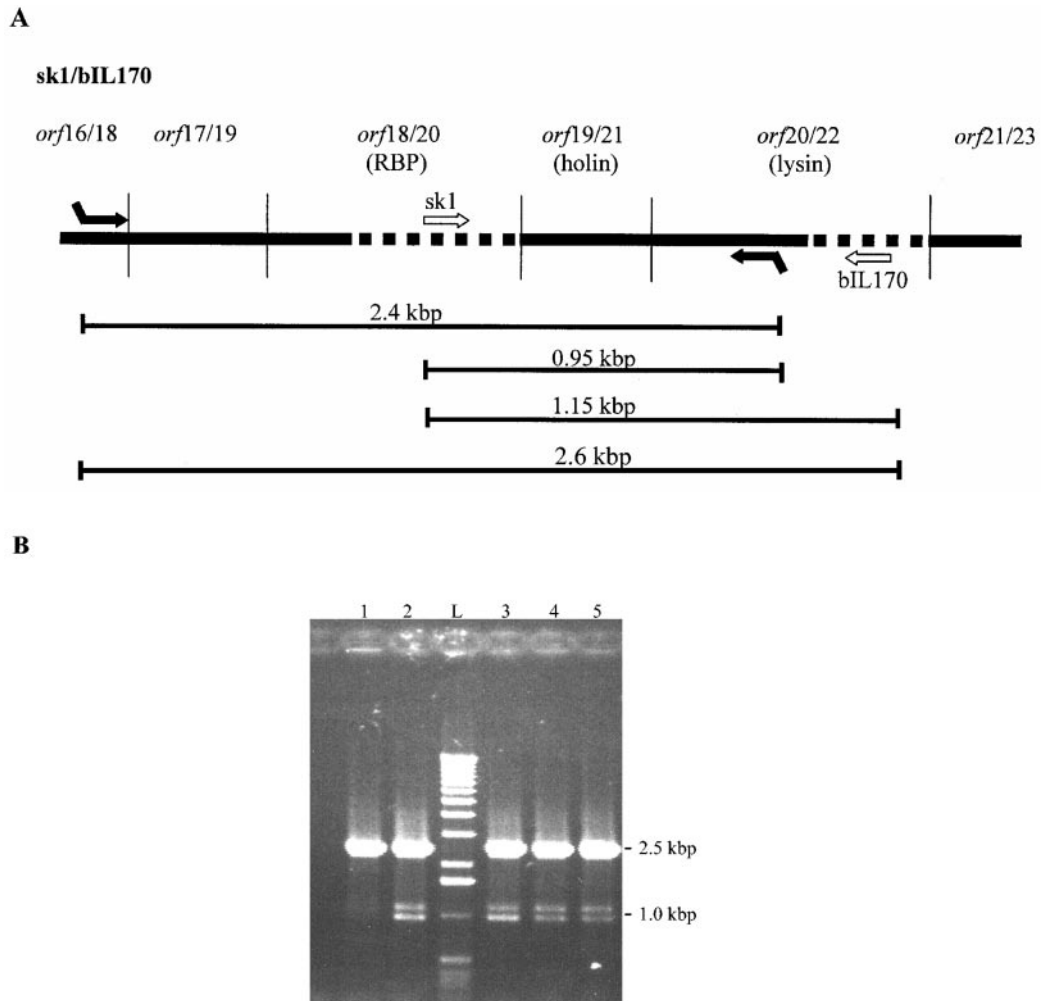 A
sk1/bIL170
orf16/18 orf17/19 orf18/20 orf19/21 orf20/22 orf21/23
(RBP) (holin) (lysin)
sk1
bIL170
2.4 kbp
0.95 kbp
1.15 kbp
2.6 kbp
B
1 2 L 3 4 5
- 2.5 kbp
- 1.0 kbp